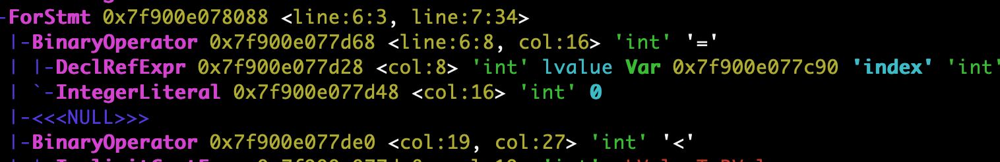 -ForStmt 0x7f900e078088 <line:6:3, line:7:34>
|-BinaryOperator 0x7f900e077d68 <line:6:8, col:16> 'int' '='
| |-DeclRefExpr 0x7f900e077d28 <col:8> 'int' lvalue Var 0x7f900e077c90 'index' 'int'
| `-IntegerLiteral 0x7f900e077d48 <col:16> 'int' 0
|-<<<NULL>>>
|-BinaryOperator 0x7f900e077de0 <col:19, col:27> 'int' '<'